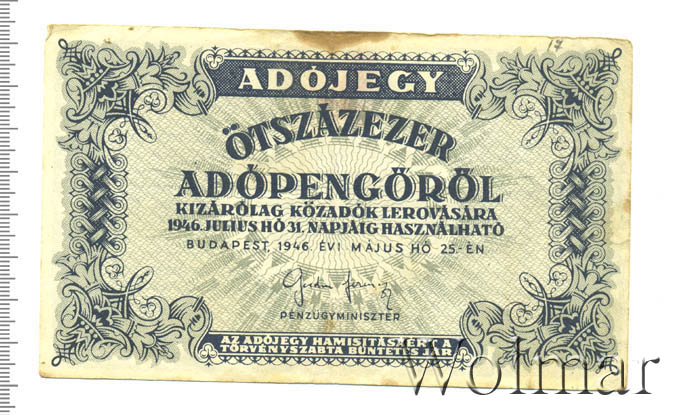 17
ADÓJEGY
ÖTSZÁZEZER
ADÓPENGŐRŐL
KIZÁRÓLAG KÖZADÓK LEROVÁSÁRA
1946. JULIUS HÓ 31. NAPJÁIG HASZNÁLHATÓ
BUDAPEST, 1946. ÉVI MÁJUS HÓ 25.-ÉN
PÉNZÜGYMINISZTER
AZ ADÓJEGY HAMISITÁSÁÉRT A
TÖRVÉNYSZABTA BÜNTETÉS JÁR
Wolmar